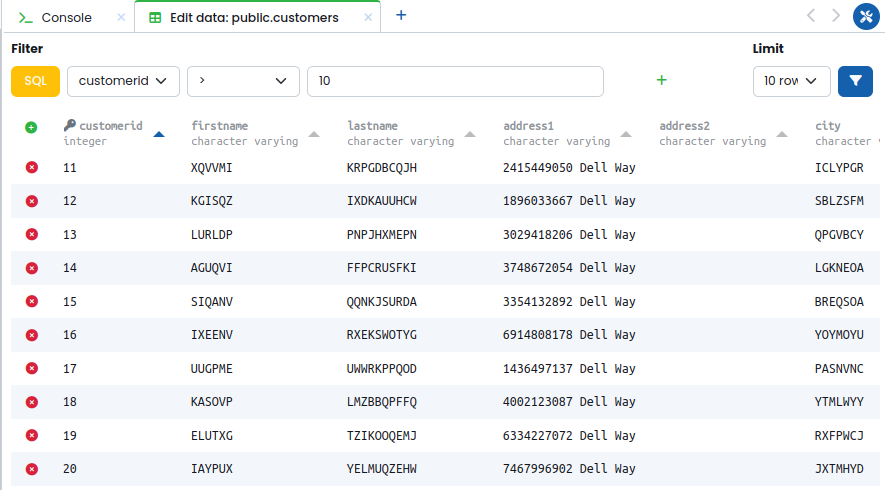 Console
Edit data: public.customers
Filter
Limit
SQL
customerid
>
10
10 row
customerid firstname lastname address1 address2 city
integer character varying character varying character varying character varying character
11 XQVVMI KRPGDBCQJH 2415449050 Dell Way ICLYPGR
12 KGISQZ IXDKAUUHCW 1896033667 Dell Way SBLZSFM
13 LURLDP PNPJHXMEPN 3029418206 Dell Way QPGVBCY
14 AGUQVI FFPCRUSFKI 3748672054 Dell Way LGKNEOA
15 SIQANV QQNKJSURDA 3354132892 Dell Way BREQSOA
16 IXEENV RXEKSWOTYG 6914808178 Dell Way YOYMOYU
17 UUGPME UWWRKPPQOD 1436497137 Dell Way PASNVNC
18 KASOVP LMZBBQPFFQ 4002123087 Dell Way YTMLWYY
19 ELUTXG TZIKOOQEMJ 6334227072 Dell Way RXFPWCJ
20 IAYPUX YELMUQZEHW 7467996902 Dell Way JXTMHYD